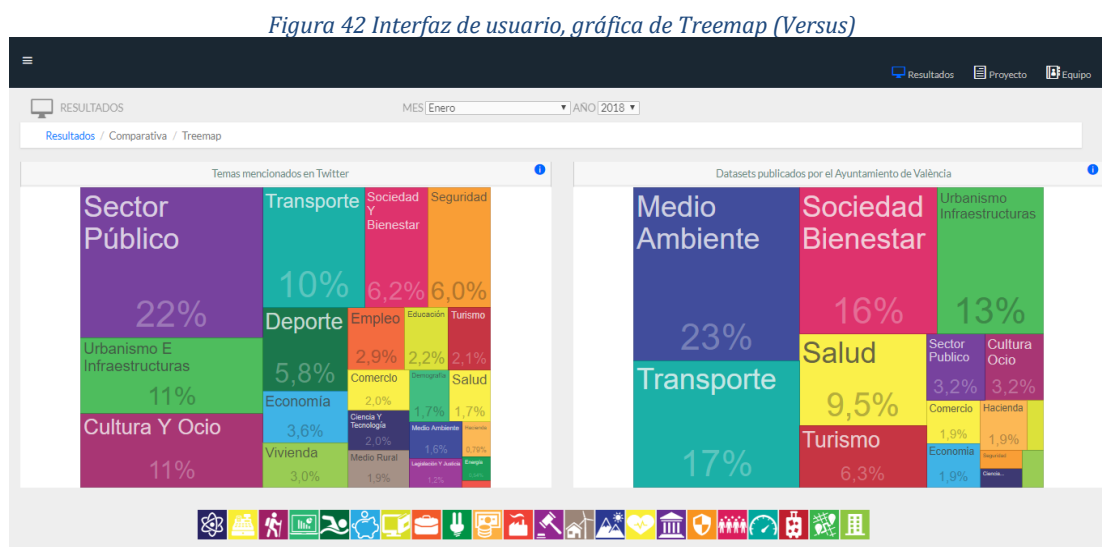 Figura 42 Interfaz de usuario, gráfica de Treemap (Versus)
Resultados
Proyecto
Equipo
RESULTADOS
MES Enero
AÑO 2018
Resultados / Comparativa / Treemap
Temas mencionados en Twitter
Sector
Público
22%
Urbanismo E
Infraestructuras
11%
Cultura Y Ocio
11%
Transporte
10%
Sociedad
Y
Bienestar
6,2%
Seguridad
6,0%
Deporte
5,8%
Economía
3,6%
Vivienda
3,0%
Empleo
2,9%
Educación
2,2%
Turismo
2,1%
Comercio
2,0%
Ciencia Y
Tecnología
2,0%
Medio Rural
1,9%
Demografía
1,7%
Salud
1,7%
Medio Ambiente
1,6%
Hacienda
0,79%
Legislación Y Justicia
1,2%
Energía
Datasets publicados por el Ayuntamiento de València
Medio
Ambiente
23%
Transporte
17%
Sociedad
Bienestar
16%
Urbanismo
Infraestructuras
13%
Salud
9,5%
Turismo
6,3%
Sector
Publico
3,2%
Cultura
Ocio
3,2%
Comercio
1,9%
Hacienda
1,9%
Economía
1,9%
Seguridad
Ciencia...